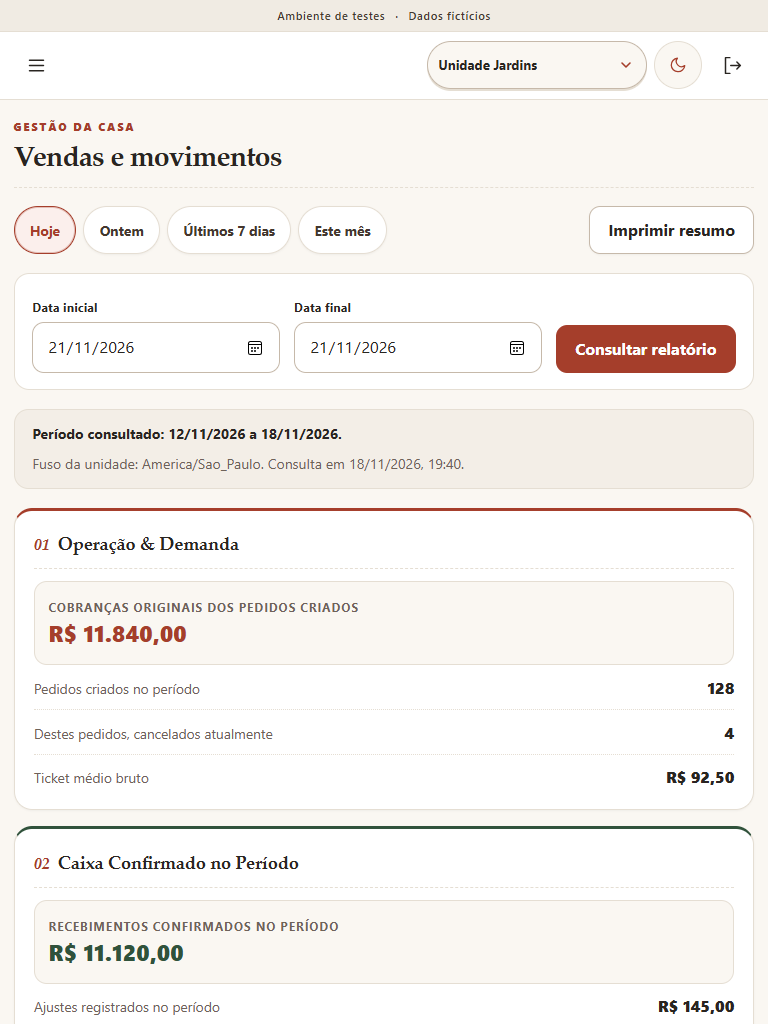 Ambiente de testes · Dados fictícios
Unidade Jardins
GESTÃO DA CASA
Vendas e movimentos
Hoje
Ontem
Últimos 7 dias
Este mês
Imprimir resumo
Data inicial
Data final
21/11/2026
21/11/2026
Consultar relatório
Período consultado: 12/11/2026 a 18/11/2026.
Fuso da unidade: America/Sao_Paulo. Consulta em 18/11/2026, 19:40.
01 Operação & Demanda
COBRANÇAS ORIGINAIS DOS PEDIDOS CRIADOS
R$ 11.840,00
Pedidos criados no período 128
Destes pedidos, cancelados atualmente 4
Ticket médio bruto R$ 92,50
02 Caixa Confirmado no Período
RECEBIMENTOS CONFIRMADOS NO PERÍODO
R$ 11.120,00
Ajustes registrados no período R$ 145,00